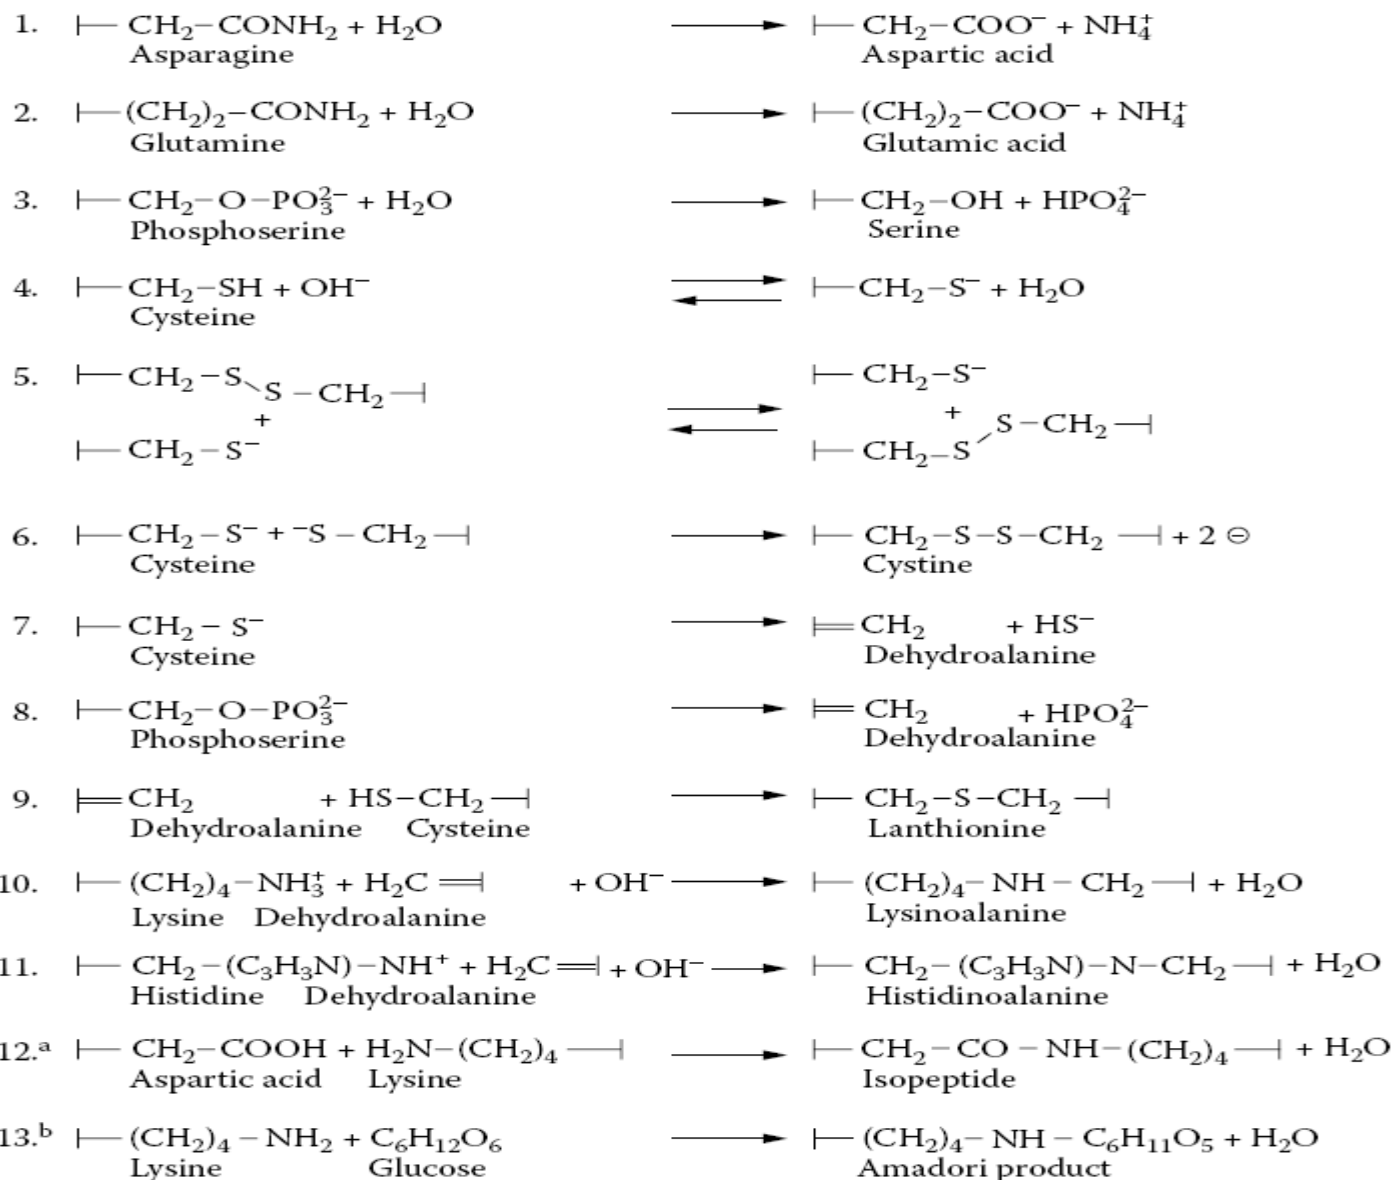 1. ├─ CH₂–CONH₂ + H₂O ⟶ ├─ CH₂–COO⁻ + NH₄⁺
Asparagine Aspartic acid
2. ├─(CH₂)₂–CONH₂ + H₂O ⟶ ├─ (CH₂)₂–COO⁻ + NH₄⁺
Glutamine Glutamic acid
3. ├─ CH₂–O–PO₃²⁻ + H₂O ⟶ ├─ CH₂–OH + HPO₄²⁻
Phosphoserine Serine
4. ├─ CH₂–SH + OH⁻ ⇄ ├─CH₂–S⁻ + H₂O
Cysteine
5. ├─ CH₂–S\S–CH₂─┤ ⇄ ├─ CH₂–S⁻
+ +
├─ CH₂–S⁻ ├─ CH₂–S/S–CH₂─┤
6. ├─ CH₂–S⁻ + ⁻S–CH₂─┤ ⟶ ├─ CH₂–S–S–CH₂ ─┤ + 2 ⊖
Cysteine Cystine
7. ├─ CH₂ – S⁻ ⟶ ╞═ CH₂ + HS⁻
Cysteine Dehydroalanine
8. ├─ CH₂–O–PO₃²⁻ ⟶ ╞═ CH₂ + HPO₄²⁻
Phosphoserine Dehydroalanine
9. ╞═CH₂ + HS–CH₂─┤ ⟶ ├─ CH₂–S–CH₂ ─┤
Dehydroalanine Cysteine Lanthionine
10. ├─ (CH₂)₄–NH₃⁺ + H₂C ═╡ + OH⁻ ⟶ ├─ (CH₂)₄– NH – CH₂─┤ + H₂O
Lysine Dehydroalanine Lysinoalanine
11. ├─ CH₂–(C₃H₃N)–NH⁺ + H₂C═╡ + OH⁻ ⟶ ├─ CH₂–(C₃H₃N)–N–CH₂─┤ + H₂O
Histidine Dehydroalanine Histidinoalanine
12.ᵃ ├─ CH₂–COOH + H₂N–(CH₂)₄ ─┤ ⟶ ├─ CH₂– CO – NH–(CH₂)₄─┤ + H₂O
Aspartic acid Lysine Isopeptide
13.ᵇ ├─ (CH₂)₄ – NH₂ + C₆H₁₂O₆ ⟶ ├─ (CH₂)₄– NH – C₆H₁₁O₅ + H₂O
Lysine Glucose Amadori product